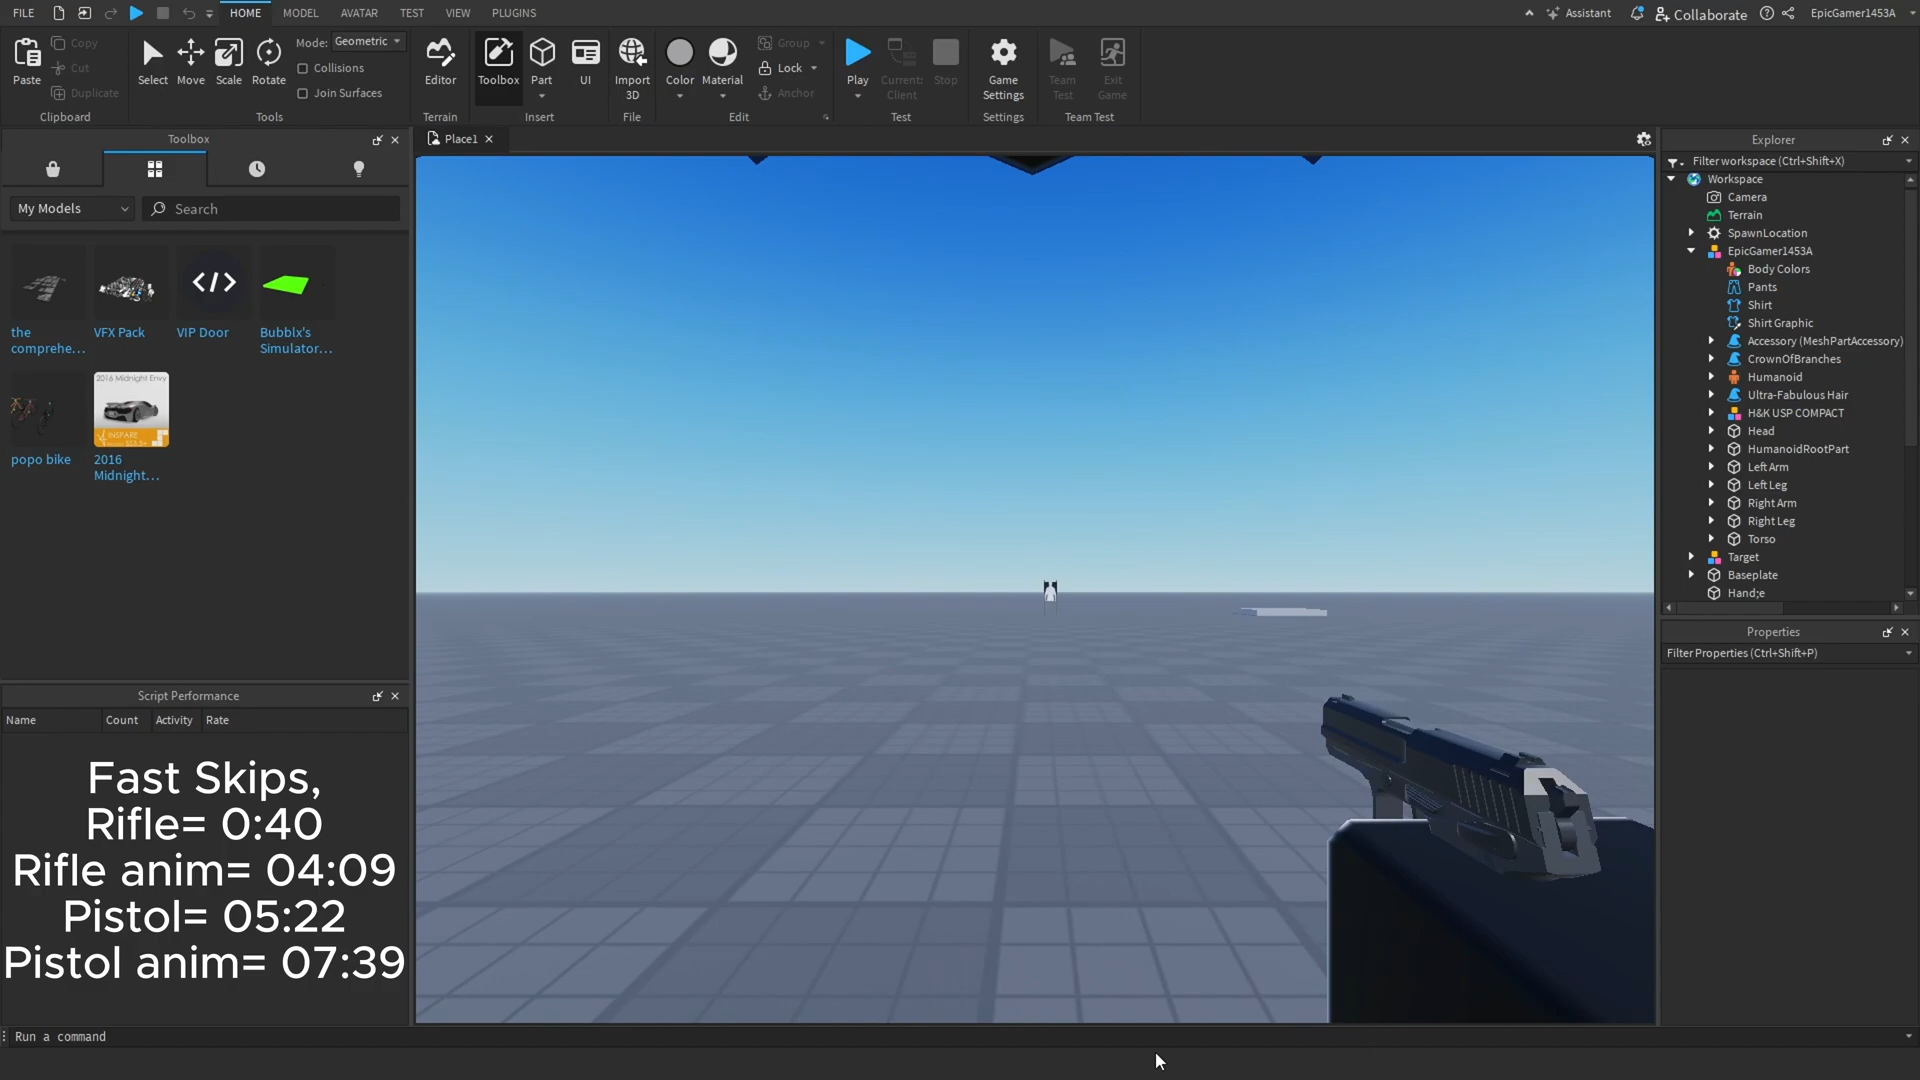 FILE
HOME
MODEL
AVATAR
TEST
VIEW
PLUGINS
Assistant
Collaborate
EpicGamer1453A
Paste
Copy
Cut
Duplicate
Clipboard
Select
Move
Scale
Rotate
Mode: Geometric
Collisions
Join Surfaces
Tools
Editor
Terrain
Toolbox
Part
UI
Insert
Import
3D
File
Color
Material
Group
Lock
Anchor
Edit
Play
Current:
Client
Stop
Test
Game
Settings
Settings
Team
Test
Exit
Game
Team Test
Toolbox
My Models
Search
the
comprehe...
VFX Pack
VIP Door
Bubblx's
Simulator...
popo bike
2016 Midnight Envy
INSPARE
2016
Midnight...
Script Performance
Name
Count
Activity
Rate
Fast Skips,
Rifle= 0:40
Rifle anim= 04:09
Pistol= 05:22
Pistol anim= 07:39
Place1
Explorer
Filter workspace (Ctrl+Shift+X)
Workspace
Camera
Terrain
SpawnLocation
EpicGamer1453A
Body Colors
Pants
Shirt
Shirt Graphic
Accessory (MeshPartAccessory)
CrownOfBranches
Humanoid
Ultra-Fabulous Hair
H&K USP COMPACT
Head
HumanoidRootPart
Left Arm
Left Leg
Right Arm
Right Leg
Torso
Target
Baseplate
Hand;e
Properties
Filter Properties (Ctrl+Shift+P)
Run a command